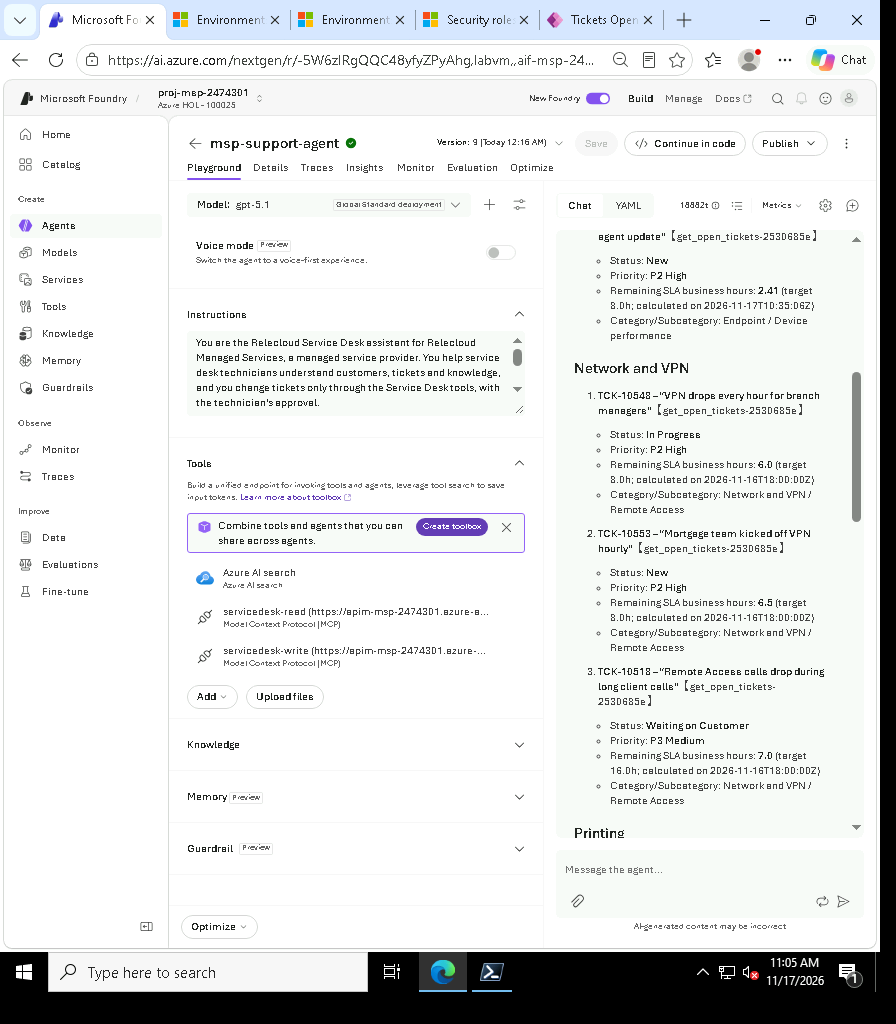 Microsoft Fou
Environment
Environment
Security role
Tickets Open
https://ai.azure.com/nextgen/r/-5W6zlRgQQC48yfyZPyAhg,labvm,,aif-msp-24...
Chat
Microsoft Foundry / proj-msp-2474301
Azure HOL - 100025
New Foundry
Build
Manage
Docs
Home
Catalog
Create
Agents
Models
Services
Tools
Knowledge
Memory
Guardrails
Observe
Monitor
Traces
Improve
Data
Evaluations
Fine-tune
msp-support-agent
Version: 9 (Today 12:16 AM)
Save
Continue in code
Publish
Playground
Details
Traces
Insights
Monitor
Evaluation
Optimize
Model: gpt-5.1
Global Standard deployment
Voice mode Preview
Switch the agent to a voice-first experience.
Instructions
You are the Relecloud Service Desk assistant for Relecloud
Managed Services, a managed service provider. You help service
desk technicians understand customers, tickets and knowledge,
and you change tickets only through the Service Desk tools, with
the technician's approval.
Tools
Build a unified endpoint for invoking tools and agents, leverage tool search to save
input tokens. Learn more about toolbox
Combine tools and agents that you can
share across agents.
Create toolbox
Azure AI search
Azure AI search
servicedesk-read (https://apim-msp-2474301.azure-a...
Model Context Protocol (MCP)
servicedesk-write (https://apim-msp-2474301.azure-...
Model Context Protocol (MCP)
Add
Upload files
Knowledge
Memory Preview
Guardrail Preview
Optimize
Chat
YAML
18882t
Metrics
agent update"【get_open_tickets-2530685e】
Status: New
Priority: P2 High
Remaining SLA business hours: 2.41 (target
8.0h; calculated on 2026-11-17T10:35:06Z)
Category/Subcategory: Endpoint / Device
performance
Network and VPN
1. TCK-10548 – "VPN drops every hour for branch
managers"【get_open_tickets-2530685e】
Status: In Progress
Priority: P2 High
Remaining SLA business hours: 6.0 (target
8.0h; calculated on 2026-11-16T18:00:00Z)
Category/Subcategory: Network and VPN /
Remote Access
2. TCK-10553 – "Mortgage team kicked off VPN
hourly"【get_open_tickets-2530685e】
Status: New
Priority: P2 High
Remaining SLA business hours: 6.5 (target
8.0h; calculated on 2026-11-16T18:00:00Z)
Category/Subcategory: Network and VPN /
Remote Access
3. TCK-10518 – "Remote Access calls drop during
long client calls"【get_open_tickets-
2530685e】
Status: Waiting on Customer
Priority: P3 Medium
Remaining SLA business hours: 7.0 (target
16.0h; calculated on 2026-11-16T18:00:00Z)
Category/Subcategory: Network and VPN /
Remote Access
Printing
Message the agent...
AI-generated content may be incorrect
Type here to search
11:05 AM
11/17/2026
1